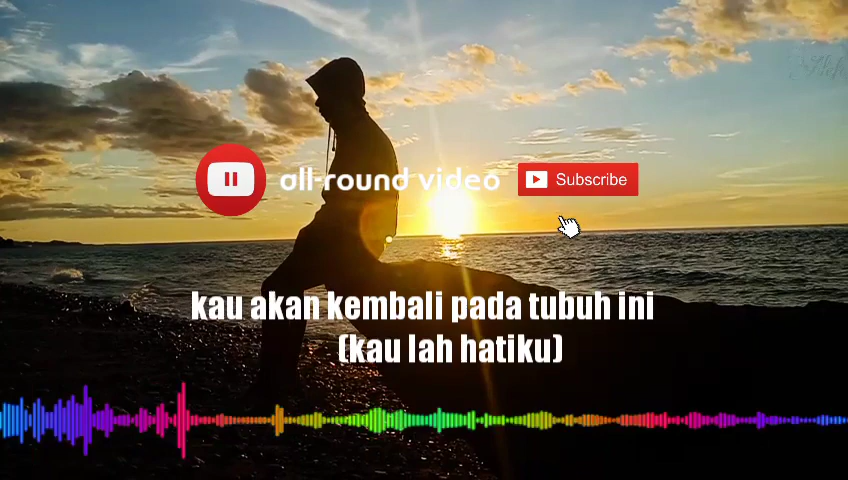 all-round video
Subscribe
kau akan kembali pada tubuh ini
(kau lah hatiku)